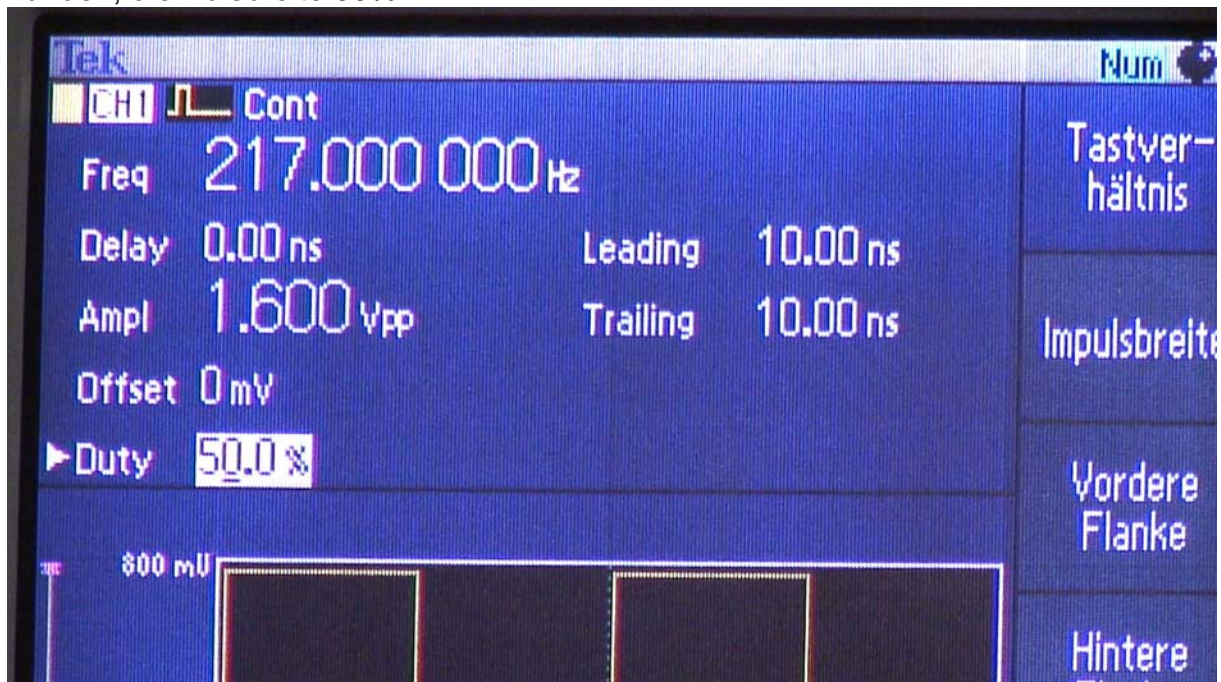 Tek
Num
CH1 Cont
Freq 217.000 000 Hz
Delay 0.00 ns
Leading 10.00 ns
Ampl 1.600 Vpp
Trailing 10.00 ns
Offset 0 mV
Duty 50.0 %
800 mV
Tastver-
hältnis
Impulsbreite
Vordere
Flanke
Hintere